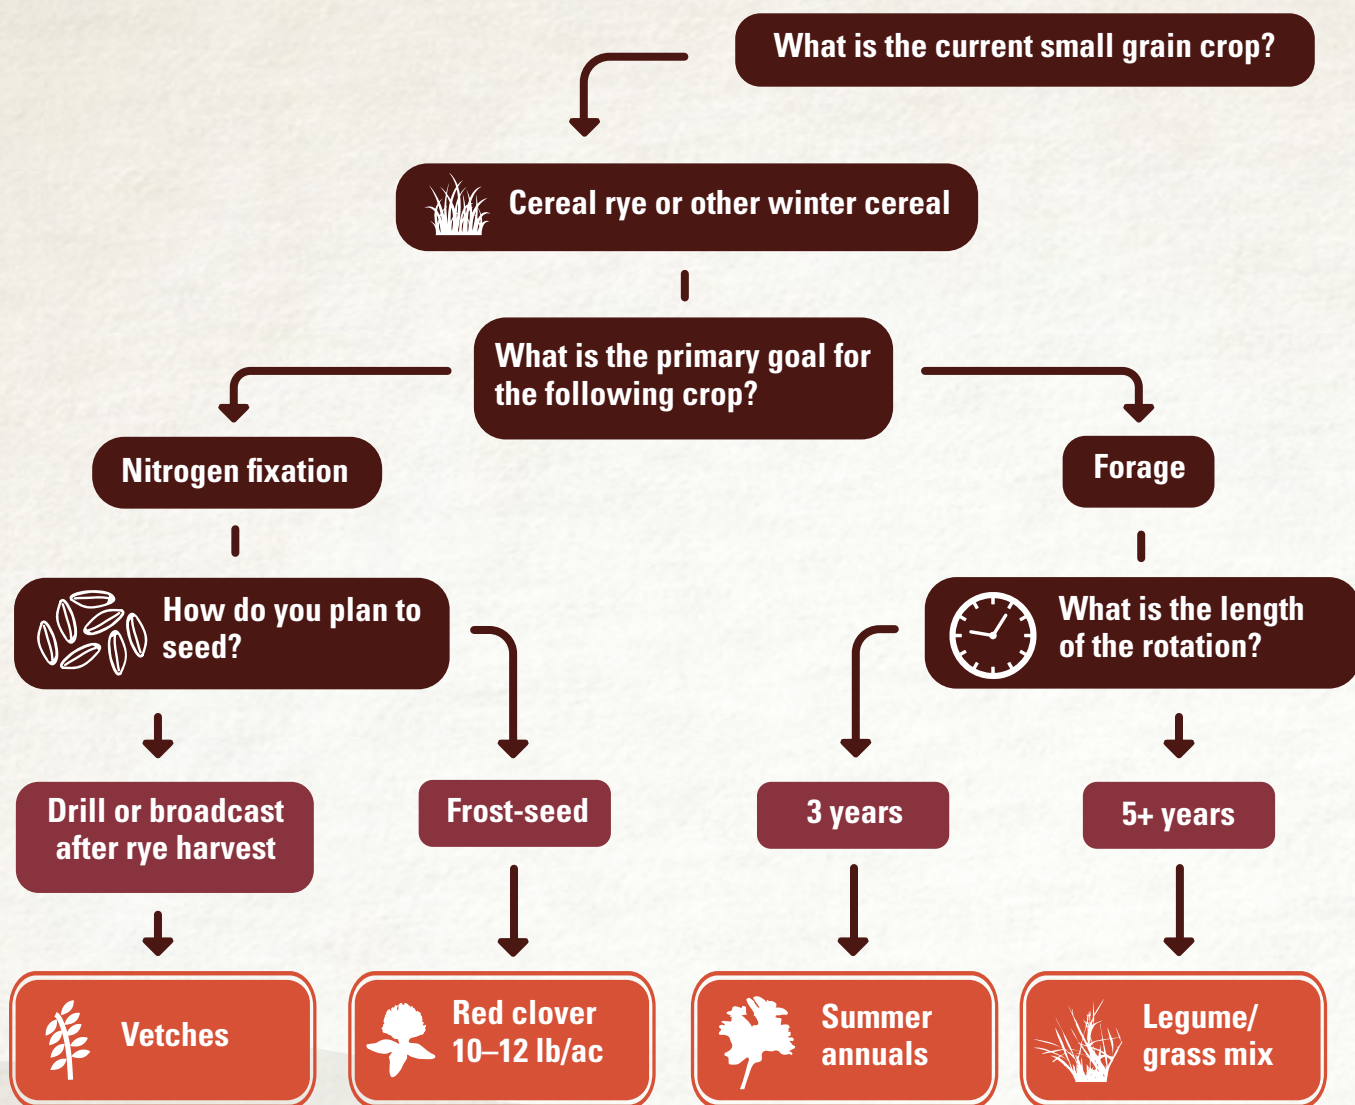 What is the current small grain crop?
Cereal rye or other winter cereal
What is the primary goal for
the following crop?
Nitrogen fixation
Forage
How do you plan to
seed?
What is the length
of the rotation?
Drill or broadcast
after rye harvest
Frost-seed
3 years
5+ years
Vetches
Red clover
10–12 lb/ac
Summer
annuals
Legume/
grass mix